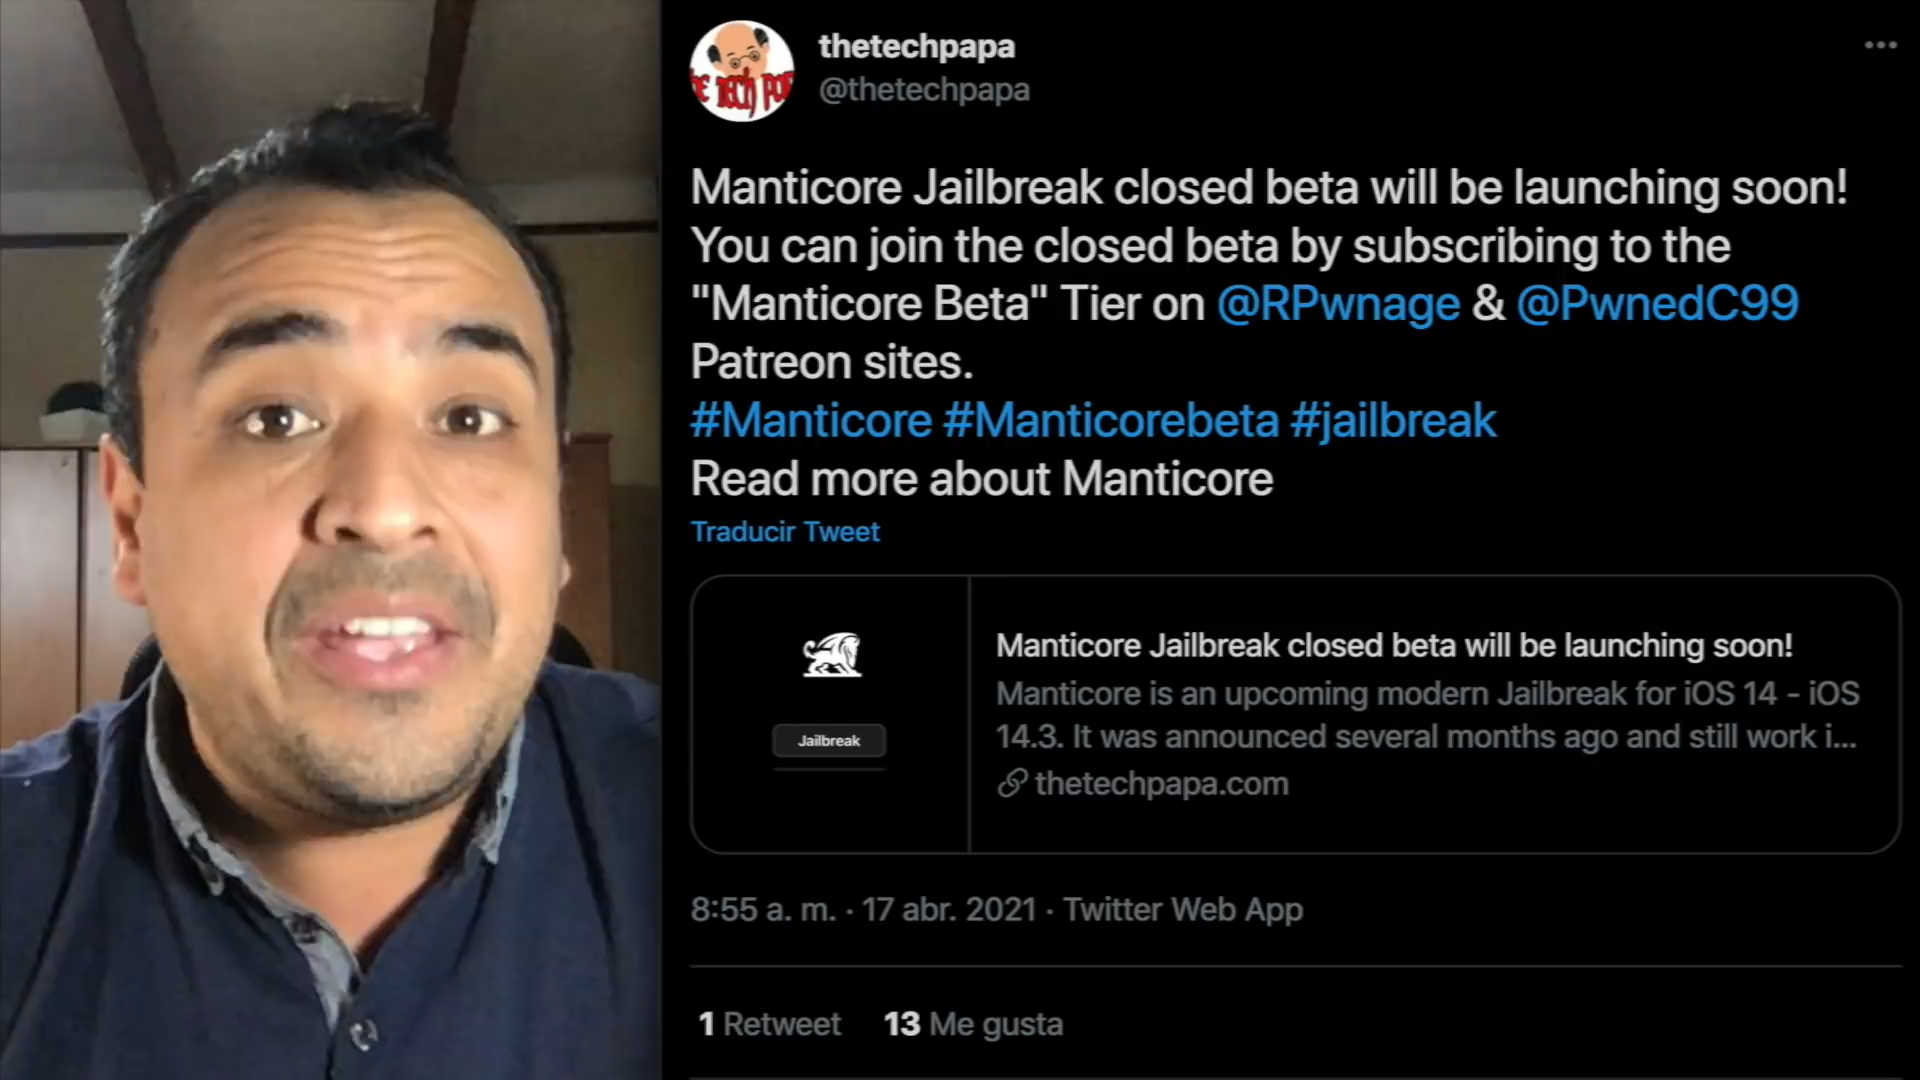 thetechpapa
@thetechpapa
Manticore Jailbreak closed beta will be launching soon!
You can join the closed beta by subscribing to the
"Manticore Beta" Tier on @RPwnage & @PwnedC99
Patreon sites.
#Manticore #Manticorebeta #jailbreak
Read more about Manticore
Traducir Tweet
Jailbreak
Manticore Jailbreak closed beta will be launching soon!
Manticore is an upcoming modern Jailbreak for iOS 14 - iOS
14.3. It was announced several months ago and still work i...
thetechpapa.com
8:55 a. m. · 17 abr. 2021 · Twitter Web App
1 Retweet 13 Me gusta